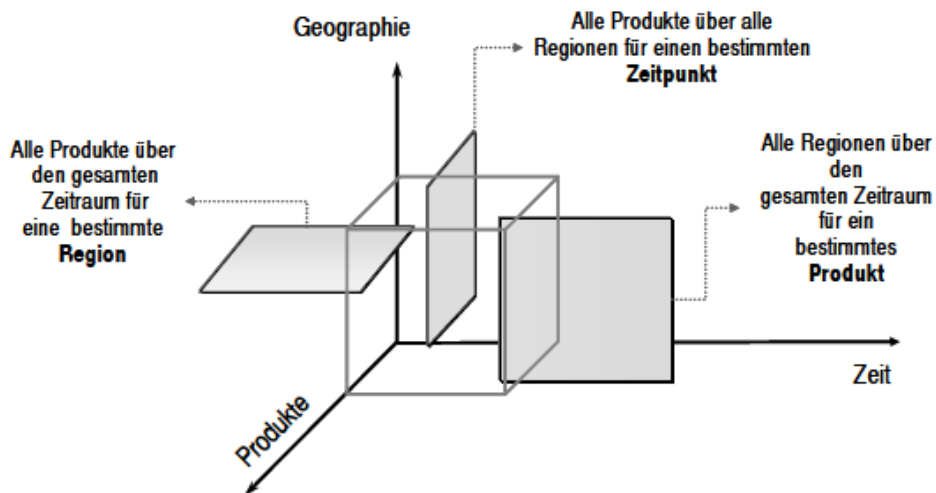 Geographie
Alle Produkte über alle
Regionen für einen bestimmten
Zeitpunkt
Alle Produkte über
den gesamten
Zeitraum für
eine bestimmte
Region
Alle Regionen über
den
gesamten Zeitraum
für ein
bestimmtes
Produkt
Zeit
Produkte